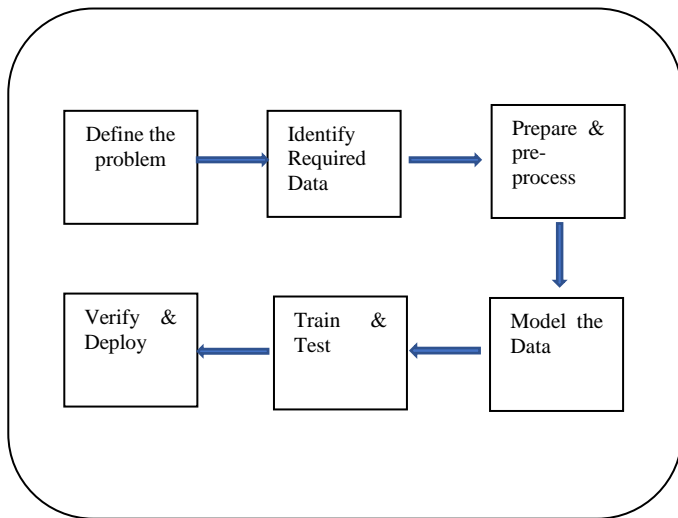 Define the
problem
Identify
Required
Data
Prepare &
pre-
process
Model the
Data
Train &
Test
Verify &
Deploy